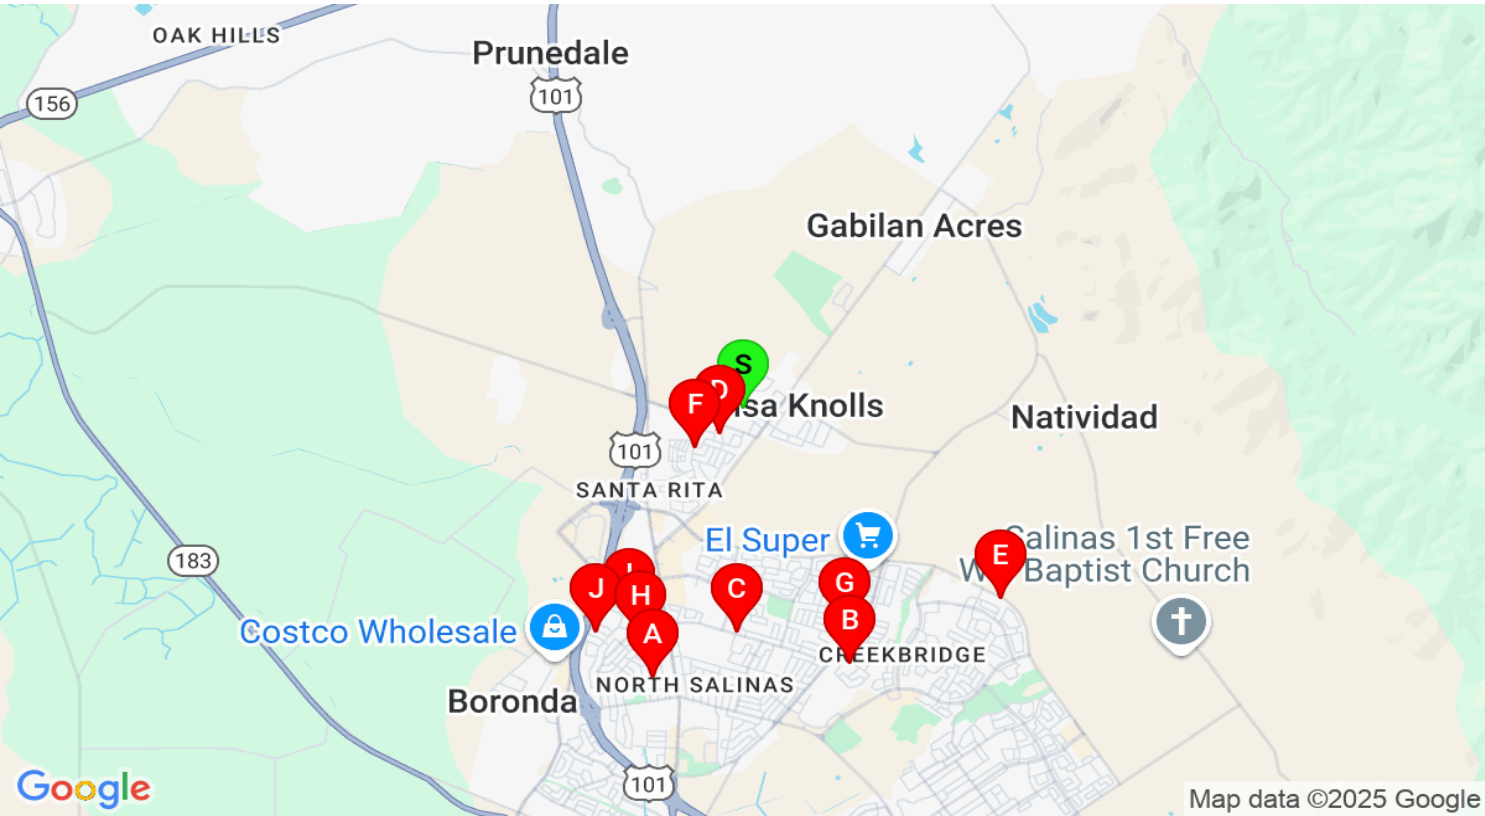 OAK HILLS
Prunedale
101
156
Gabilan Acres
S
D
F
Knolls
Natividad
101
SANTA RITA
El Super
E
Salinas 1st Free
Baptist Church
183
J
C
G
H
B
A
Costco Wholesale
CREEKBRIDGE
NORTH SALINAS
Boronda
101
Google
Map data ©2025 Google